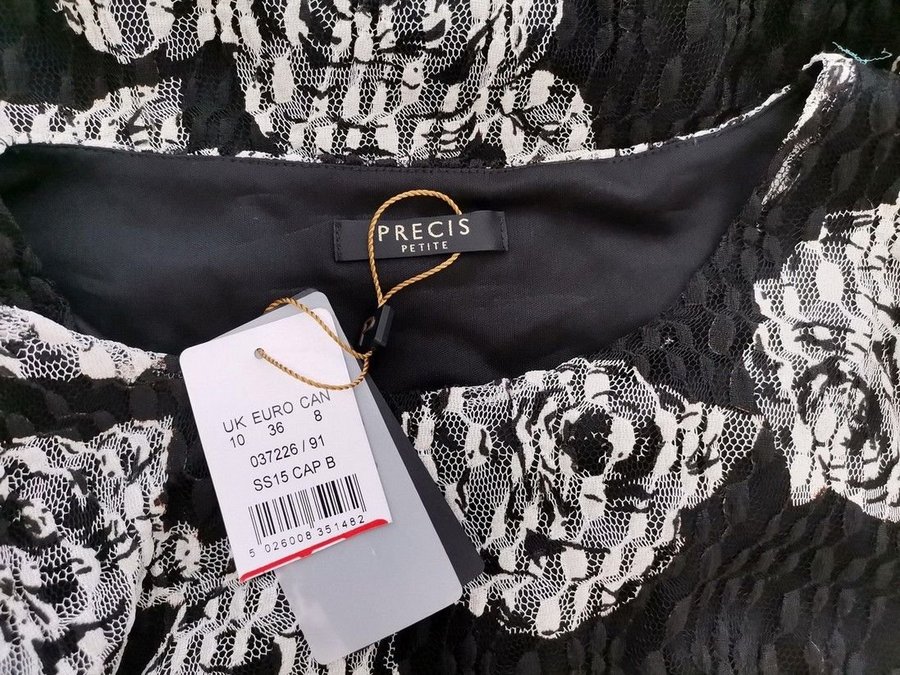 PRECIS
PETITE
UK EURO CAN
10 36 8
037226 / 91
SS15 CAP B
5 026008 351482